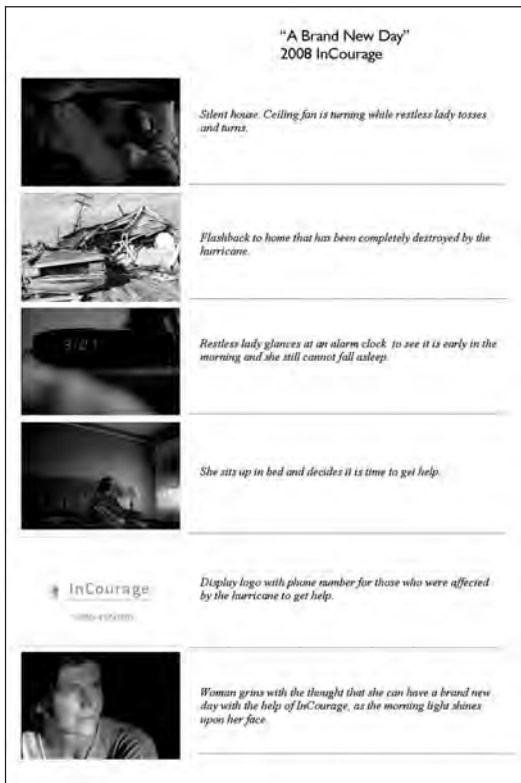 “A Brand New Day”
2008 InCourage
Silent house. Ceiling fan is turning while restless lady tosses
and turns.
Flashback to home that has been completely destroyed by the
hurricane.
3:01
Restless lady glances at an alarm clock to see it is early in the
morning and she still cannot fall asleep.
She sits up in bed and decides it is time to get help.
InCourage
Display logo with phone number for those who were affected
by the hurricane to get help.
Woman grins with the thought that she can have a brand new
day with the help of InCourage, as the morning light shines
upon her face.